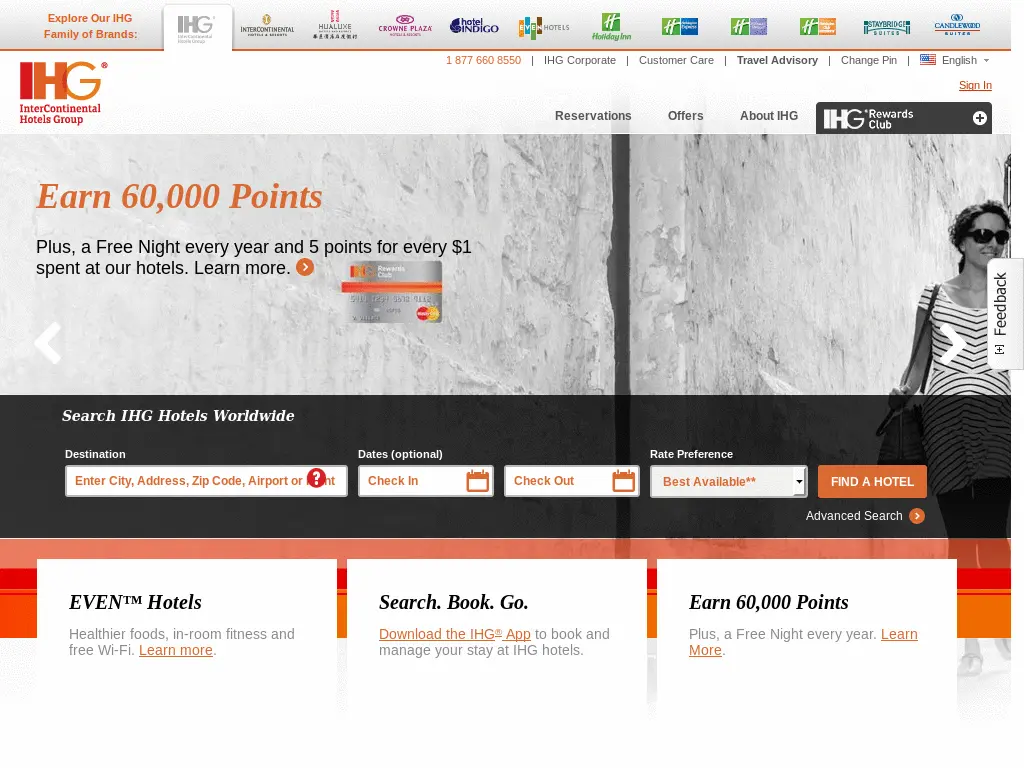 Explore Our IHG
Family of Brands:
IHG
InterContinental
Hotels Group
INTERCONTINENTAL
HOTELS & RESORTS
HUALUXE
CROWNE PLAZA
HOTELS & RESORTS
hotel
INDIGO
EVEN HOTELS
Holiday Inn
STAYBRIDGE
SUITES
CANDLEWOOD
SUITES
1 877 660 8550 | IHG Corporate | Customer Care | Travel Advisory | Change Pin | English
IHG®
InterContinental
Hotels Group
Sign In
Reservations Offers About IHG IHG® Rewards
Club
Earn 60,000 Points
Plus, a Free Night every year and 5 points for every $1
spent at our hotels. Learn more.
IHG Rewards
Club
Feedback
[+]
Search IHG Hotels Worldwide
Destination Dates (optional) Rate Preference
Enter City, Address, Zip Code, Airport or ? Check In Check Out Best Available** FIND A HOTEL
Advanced Search
EVEN™ Hotels
Healthier foods, in-room fitness and
free Wi-Fi. Learn more.
Search. Book. Go.
Download the IHG® App to book and
manage your stay at IHG hotels.
Earn 60,000 Points
Plus, a Free Night every year. Learn
More.